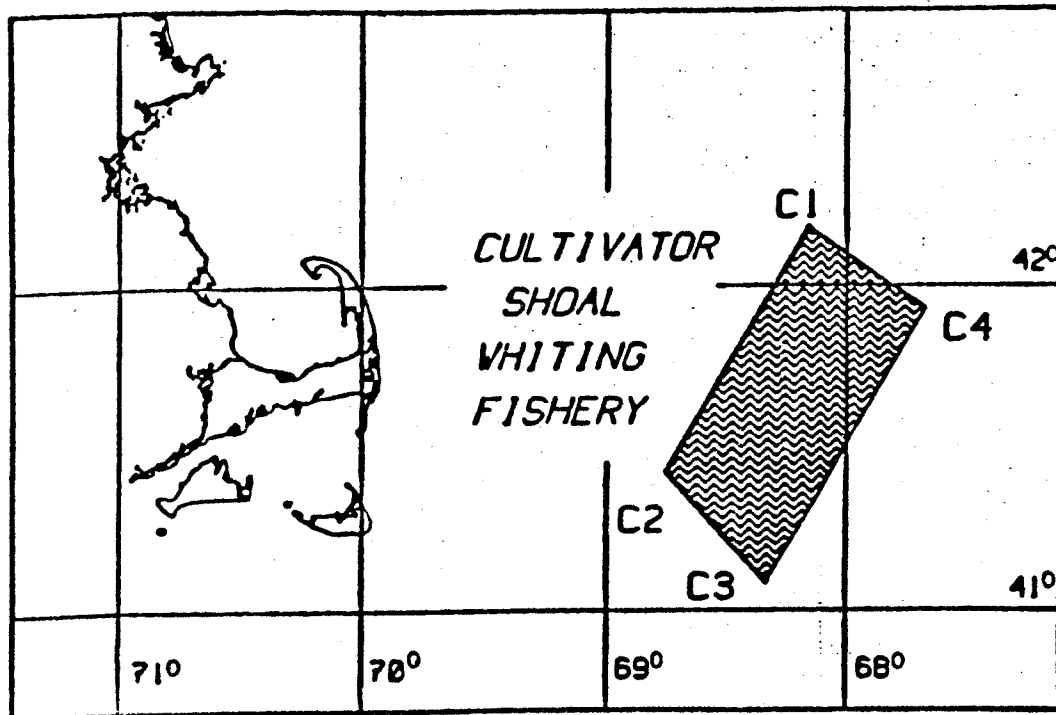 C1
CULTIVATOR
SHOAL
WHITING
FISHERY
42°
C4
C2
C3
41°
71°
70°
69°
68°